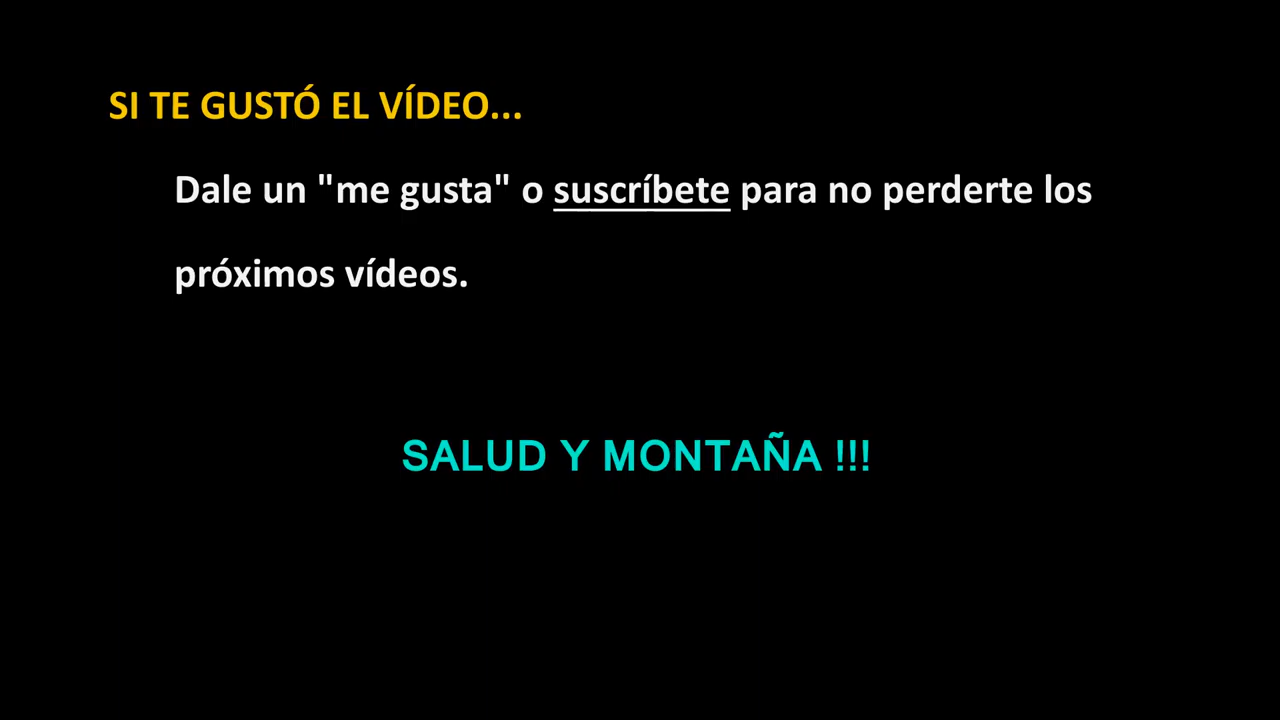 SI TE GUSTÓ EL VÍDEO...
Dale un "me gusta" o suscríbete para no perderte los
próximos vídeos.
SALUD Y MONTAÑA !!!